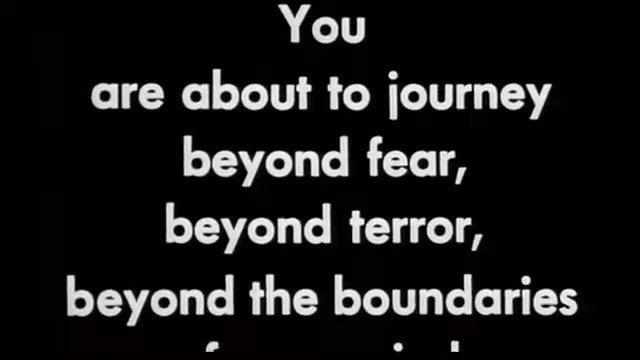 You
are about to journey
beyond fear,
beyond terror,
beyond the boundaries